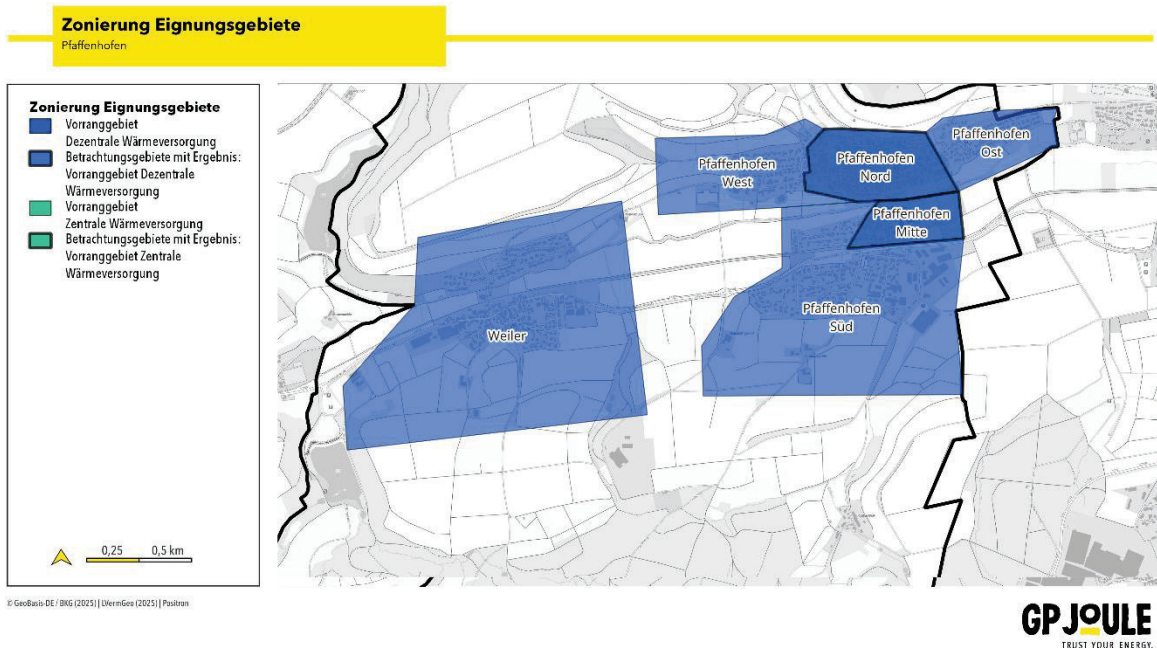 Zonierung Eignungsgebiete
Pfaffenhofen
Zonierung Eignungsgebiete
Vorranggebiet
Dezentrale Wärmeversorgung
Betrachtungsgebiete mit Ergebnis:
Vorranggebiet Dezentrale
Wärmeversorgung
Vorranggebiet
Zentrale Wärmeversorgung
Betrachtungsgebiete mit Ergebnis:
Vorranggebiet Zentrale
Wärmeversorgung
0,25 0,5 km
Pfaffenhofen
West
Pfaffenhofen
Nord
Pfaffenhofen
Ost
Pfaffenhofen
Mitte
Pfaffenhofen
Süd
Weiler
© GeoBasis-DE / BKG (2025) | LVermGeo (2025) | Positron
GP JOULE
TRUST YOUR ENERGY.